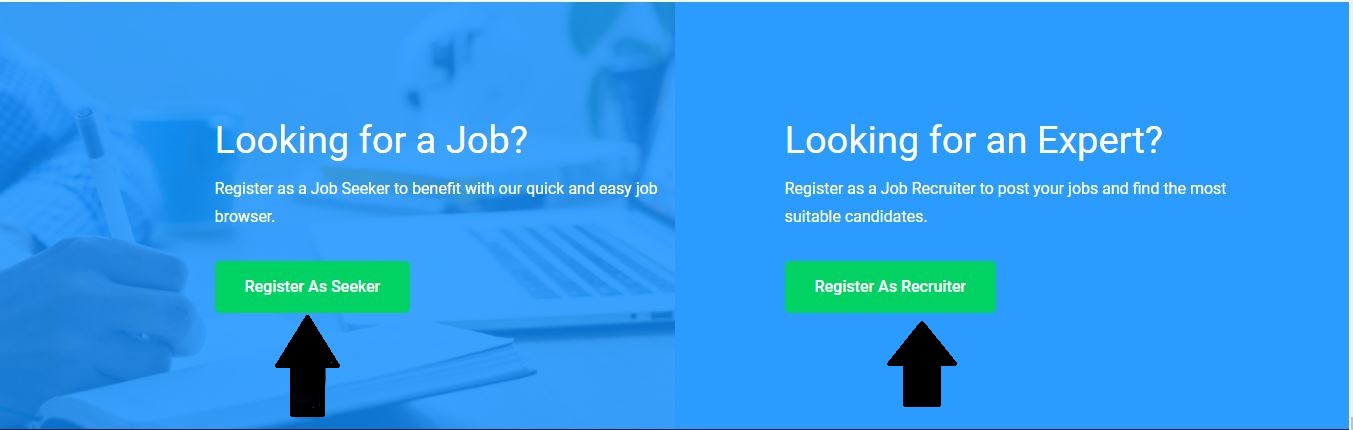 Looking for a Job?
Register as a Job Seeker to benefit with our quick and easy job
browser.
Register As Seeker
Looking for an Expert?
Register as a Job Recruiter to post your jobs and find the most
suitable candidates.
Register As Recruiter